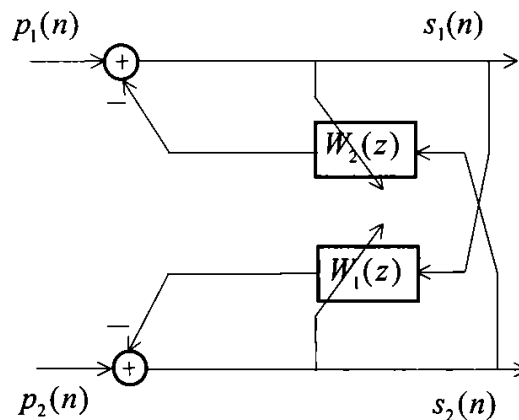 p₁(n) s₁(n)
+
−
W₂(z)
W₁(z)
−
+
p₂(n) s₂(n)